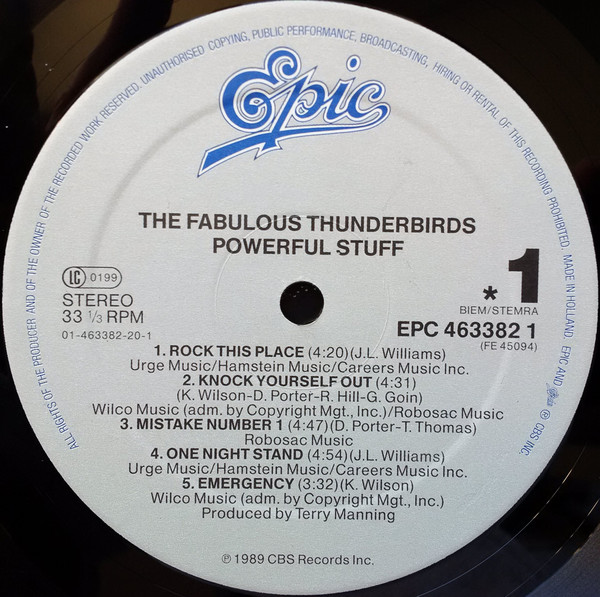 ALL RIGHTS OF THE PRODUCER AND OF THE OWNER OF THE RECORDED WORK RESERVED. UNAUTHORISED COPYING, PUBLIC PERFORMANCE, BROADCASTING, HIRING OR RENTAL OF THIS RECORDING PROHIBITED. MADE IN HOLLAND. EPIC AND ℗ CBS INC.
Epic
THE FABULOUS THUNDERBIRDS
POWERFUL STUFF
LC 0199
STEREO
33 1/3 RPM
01-463382-20-1
* 1
BIEM/STEMRA
EPC 463382 1
(FE 45094)
1. ROCK THIS PLACE (4:20)(J.L. Williams)
Urge Music/Hamstein Music/Careers Music Inc.
2. KNOCK YOURSELF OUT (4:31)
(K. Wilson-D. Porter-R. Hill-G. Goin)
Wilco Music (adm. by Copyright Mgt., Inc.)/Robosac Music
3. MISTAKE NUMBER 1 (4:47)(D. Porter-T. Thomas)
Robosac Music
4. ONE NIGHT STAND (4:54)(J.L. Williams)
Urge Music/Hamstein Music/Careers Music Inc.
5. EMERGENCY (3:32)(K. Wilson)
Wilco Music (adm. by Copyright Mgt., Inc.)
Produced by Terry Manning
℗ 1989 CBS Records Inc.